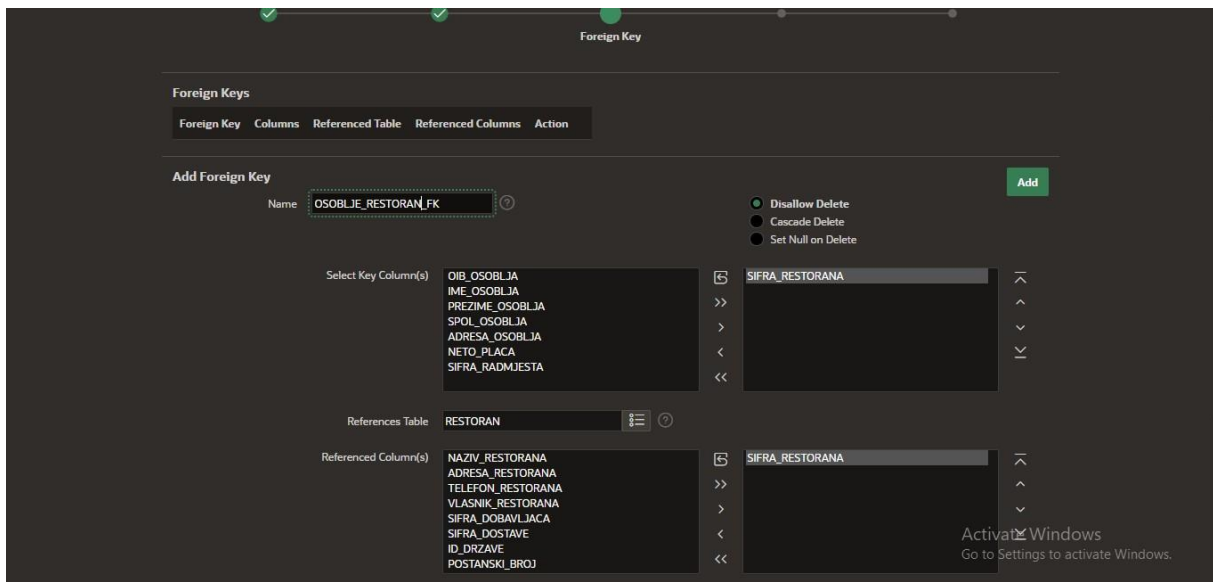 Foreign Key
Foreign Keys
Foreign Key Columns Referenced Table Referenced Columns Action
Add Foreign Key
Add
Name OSOBLJE_RESTORAN_FK
Disallow Delete
Cascade Delete
Set Null on Delete
Select Key Column(s)
OIB_OSOBLJA
IME_OSOBLJA
PREZIME_OSOBLJA
SPOL_OSOBLJA
ADRESA_OSOBLJA
NETO_PLACA
SIFRA_RADMJESTA
SIFRA_RESTORANA
References Table RESTORAN
Referenced Column(s)
NAZIV_RESTORANA
ADRESA_RESTORANA
TELEFON_RESTORANA
VLASNIK_RESTORANA
SIFRA_DOBAVLJACA
SIFRA_DOSTAVE
ID_DRZAVE
POSTANSKI_BROJ
SIFRA_RESTORANA
Activate Windows
Go to Settings to activate Windows.